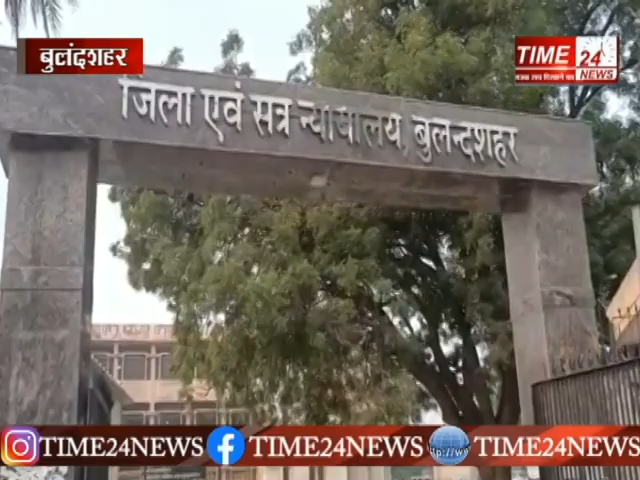 बुलंदशहर
TIME 24
NEWS
जिला एवं सत्र न्यायालय, बुलन्दशहर
TIME24NEWS TIME24NEWS TIME24NEWS